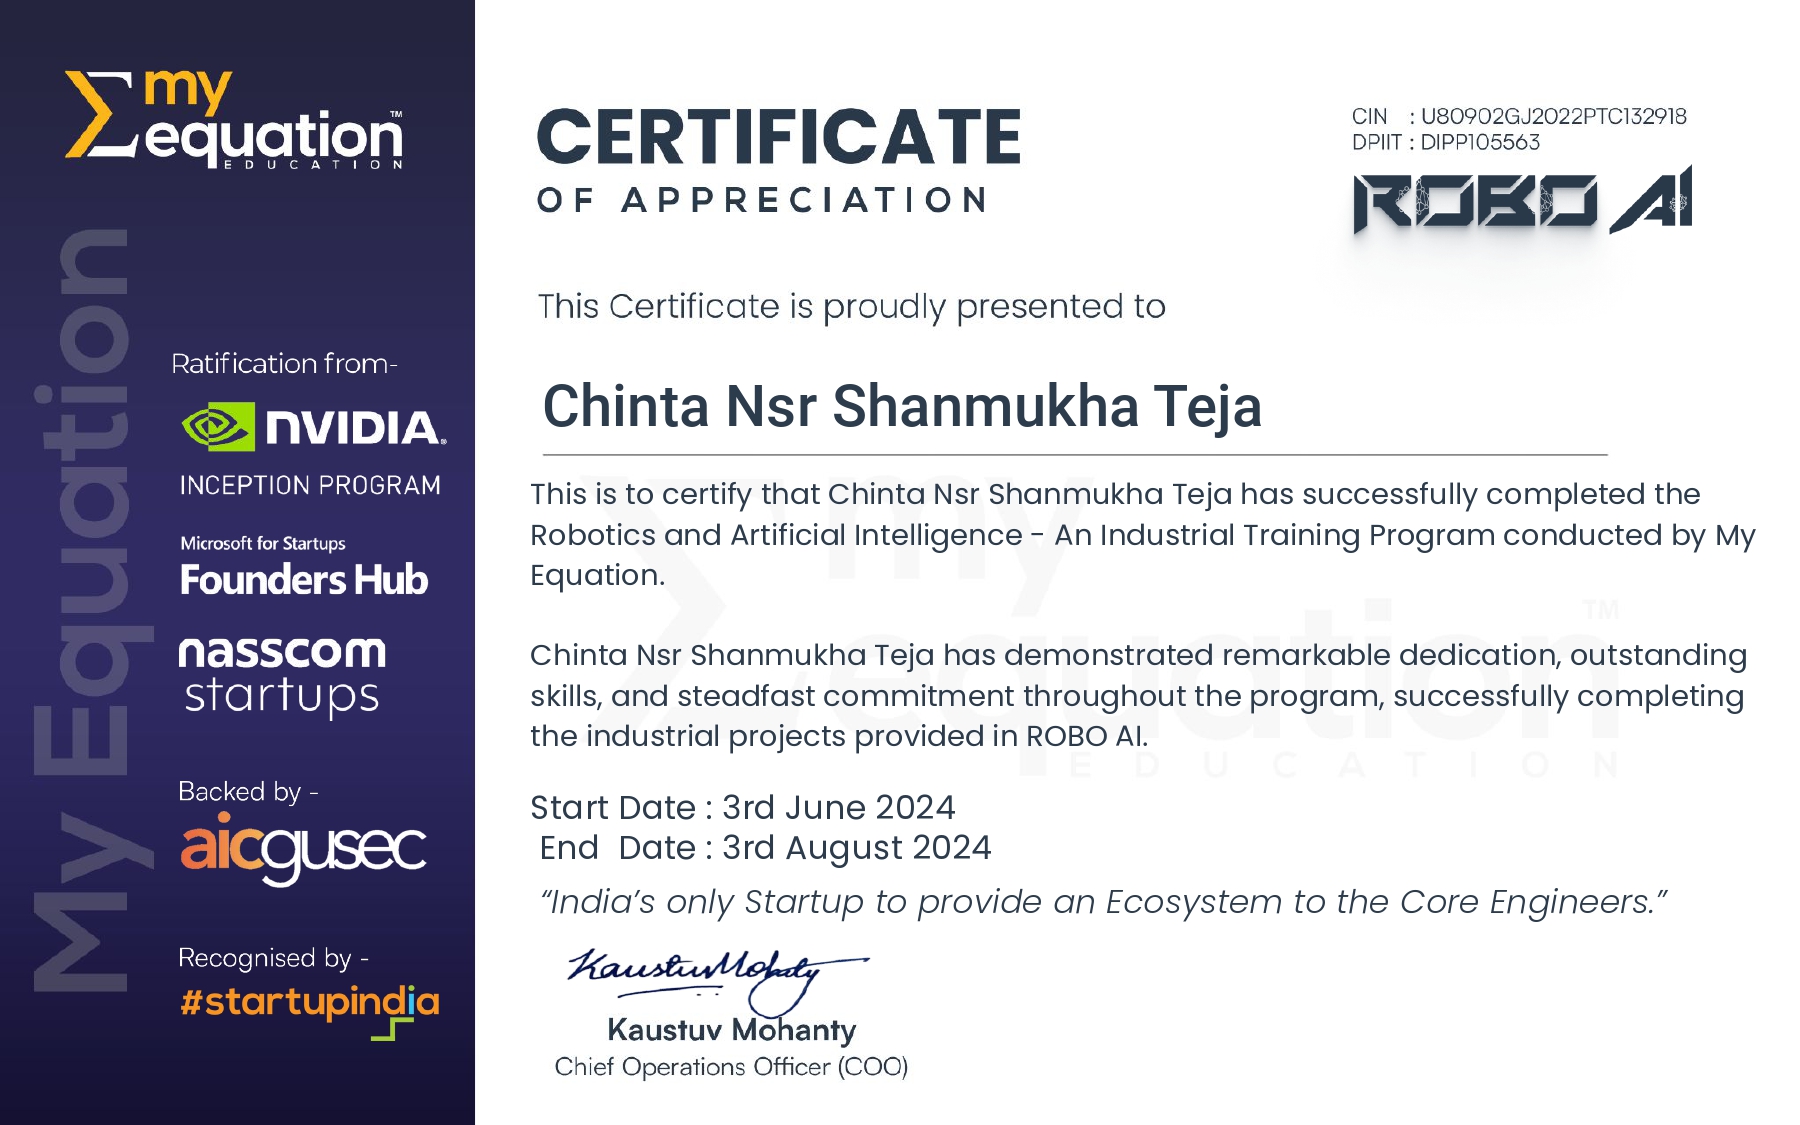 my
equation™
EDUCATION
My Equation
Ratification from-
NVIDIA®
INCEPTION PROGRAM
Microsoft for Startups
Founders Hub
nasscom
startups
Backed by -
aicgusec
Recognised by -
#startupindia
CERTIFICATE
OF APPRECIATION
CIN : U80902GJ2022PTC132918
DPIIT : DIPP105563
ROBO AI
This Certificate is proudly presented to
Chinta Nsr Shanmukha Teja
This is to certify that Chinta Nsr Shanmukha Teja has successfully completed the
Robotics and Artificial Intelligence - An Industrial Training Program conducted by My
Equation.
Chinta Nsr Shanmukha Teja has demonstrated remarkable dedication, outstanding
skills, and steadfast commitment throughout the program, successfully completing
the industrial projects provided in ROBO AI.
my
equation™
EDUCATION
Start Date : 3rd June 2024
End Date : 3rd August 2024
“India’s only Startup to provide an Ecosystem to the Core Engineers.”
Kaustuv Mohanty
Kaustuv Mohanty
Chief Operations Officer (COO)